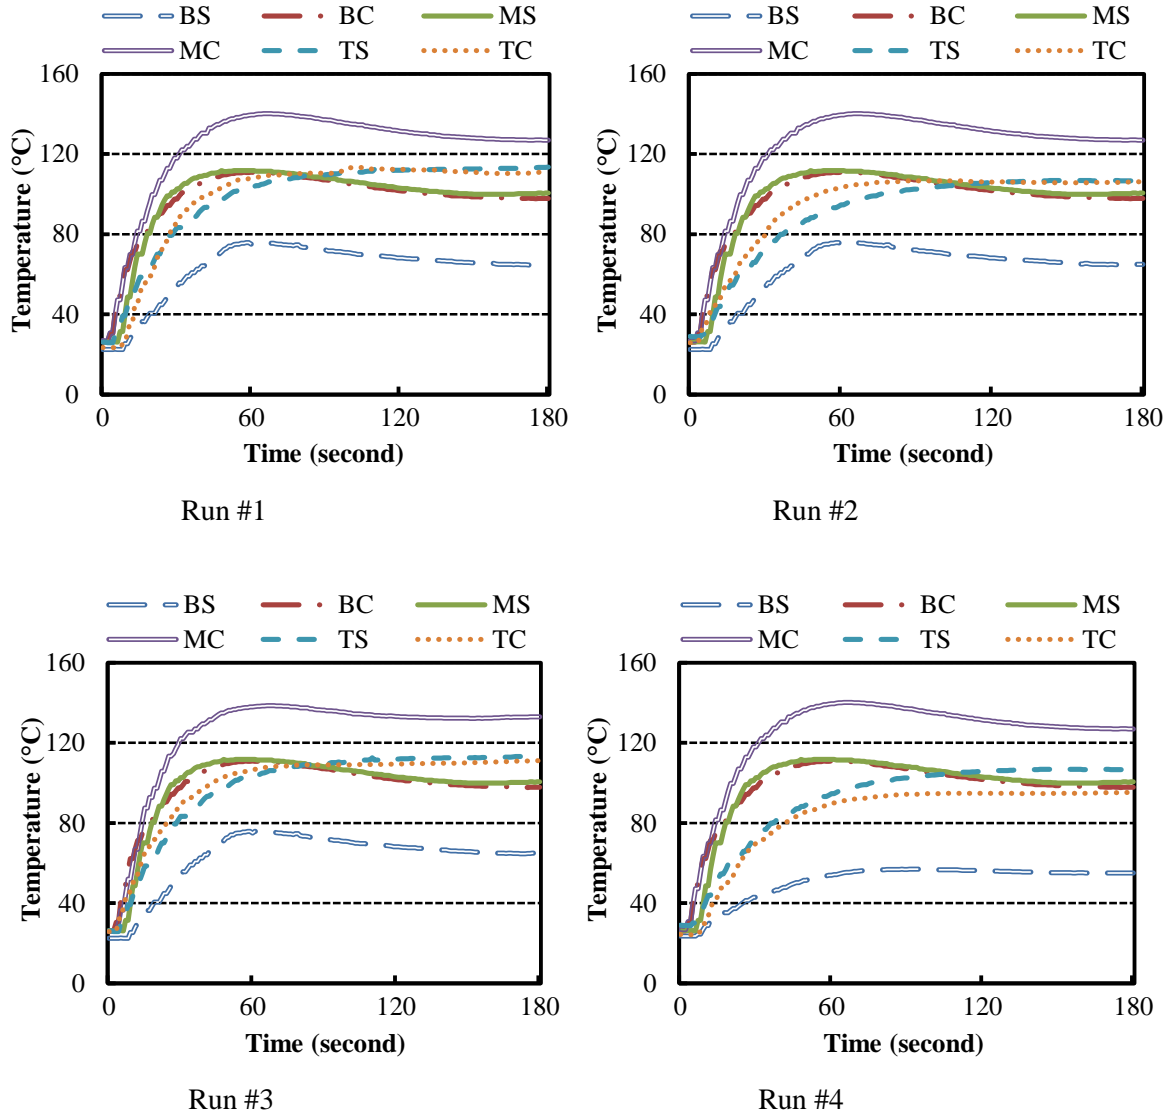 BS BC MS
MC TS TC
160
120
80
40
0
0 60 120 180
Temperature (°C)
Time (second)
Run #1
BS BC MS
MC TS TC
160
120
80
40
0
0 60 120 180
Temperature (°C)
Time (second)
Run #2
BS BC MS
MC TS TC
160
120
80
40
0
0 60 120 180
Temperature (°C)
Time (second)
Run #3
BS BC MS
MC TS TC
160
120
80
40
0
0 60 120 180
Temperature (°C)
Time (second)
Run #4